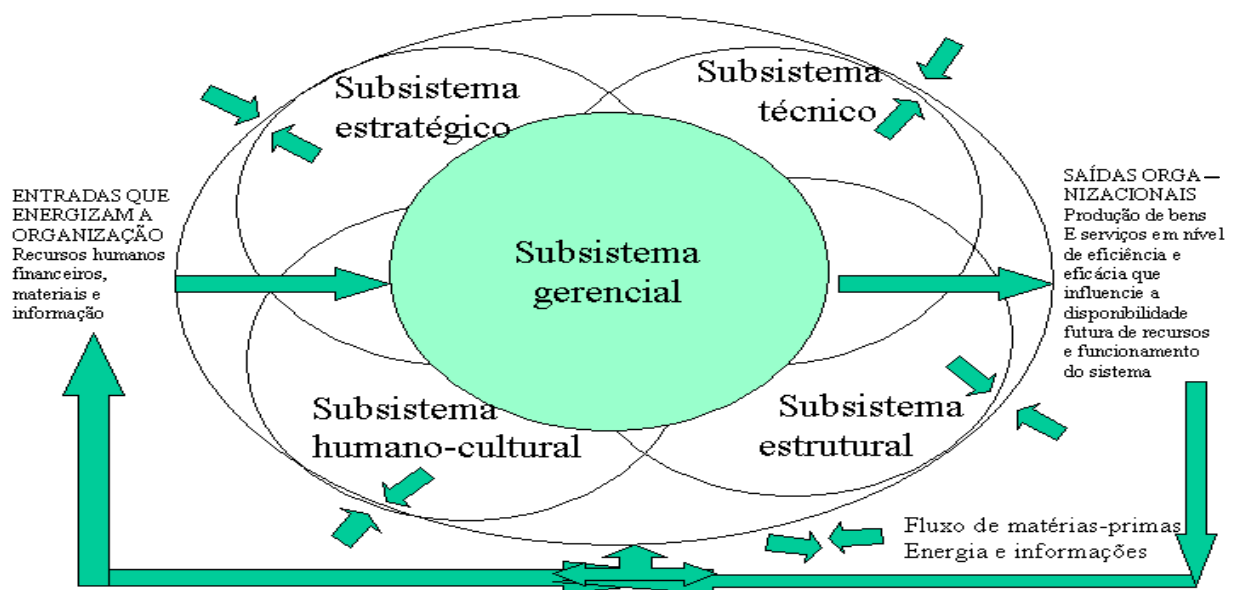 Subsistema
estratégico
Subsistema
técnico
ENTRADAS QUE
ENERGIZAM A
ORGANIZAÇÃO
Recursos humanos
financeiros,
materiais e
informação
Subsistema
gerencial
SAÍDAS ORGA—
NIZACIONAIS
Produção de bens
E serviços em nível
de eficiência e
eficácia que
influencie a
disponibilidade
futura de recursos
e funcionamento
do sistema
Subsistema
humano-cultural
Subsistema
estrutural
Fluxo de matérias-primas
Energia e informações